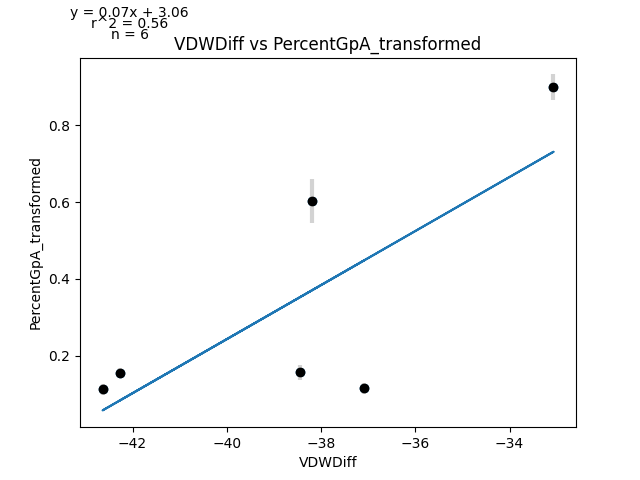 y = 0.07x + 3.06
r^2 = 0.56
n = 6
VDWDiff vs PercentGpA_transformed
PercentGpA_transformed
0.8
0.6
0.4
0.2
−42
−40
−38
−36
−34
VDWDiff